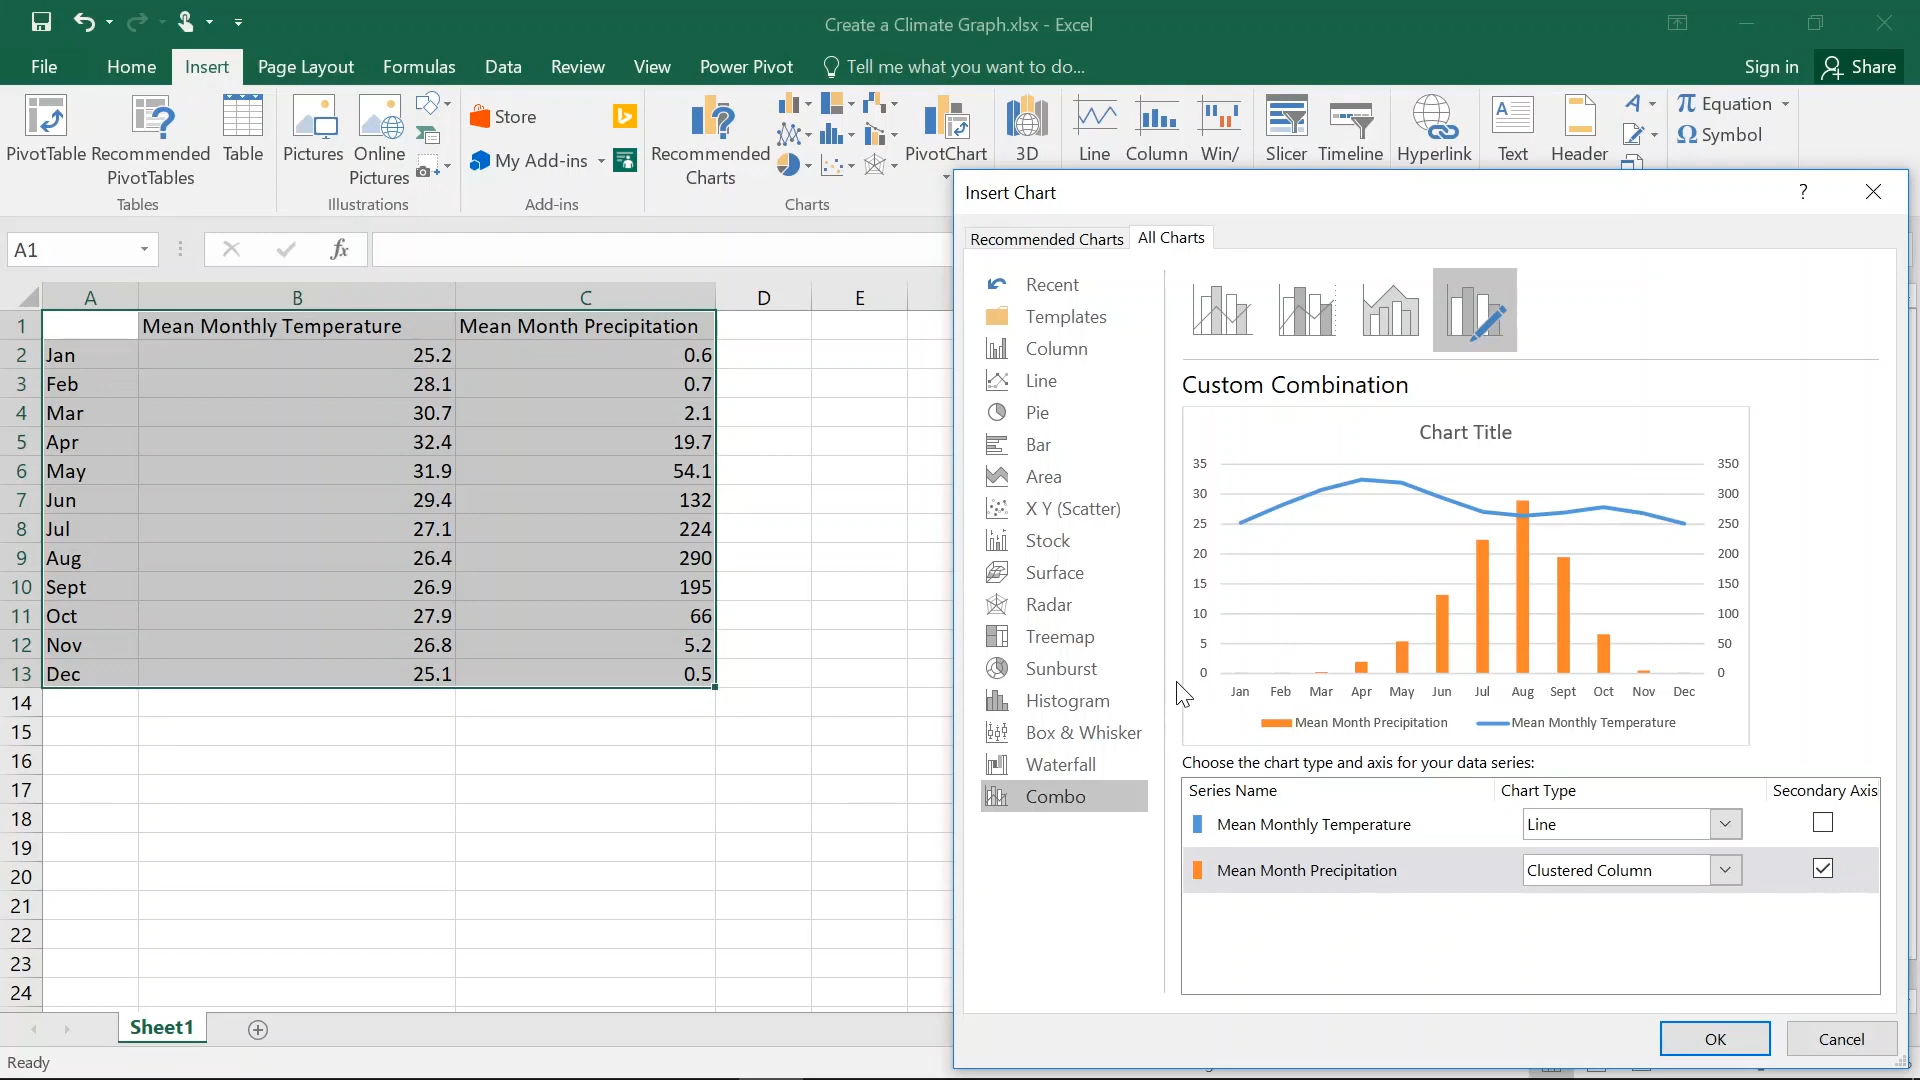 Create a Climate Graph.xlsx - Excel
File Home Insert Page Layout Formulas Data Review View Power Pivot Tell me what you want to do... Sign in Share
PivotTable Recommended PivotTables Table
Tables
Pictures Online Pictures
Illustrations
Store
My Add-ins
Add-ins
Recommended Charts
PivotChart
Charts
3D
Line Column Win/
Slicer Timeline
Hyperlink
Text
Header
π Equation
Ω Symbol
A1
fx
A B C D E
1 Mean Monthly Temperature Mean Month Precipitation
2 Jan 25.2 0.6
3 Feb 28.1 0.7
4 Mar 30.7 2.1
5 Apr 32.4 19.7
6 May 31.9 54.1
7 Jun 29.4 132
8 Jul 27.1 224
9 Aug 26.4 290
10 Sept 26.9 195
11 Oct 27.9 66
12 Nov 26.8 5.2
13 Dec 25.1 0.5
14
15
16
17
18
19
20
21
22
23
24
Sheet1
Ready
Insert Chart
?
Recommended Charts All Charts
Recent
Templates
Column
Line
Pie
Bar
Area
X Y (Scatter)
Stock
Surface
Radar
Treemap
Sunburst
Histogram
Box & Whisker
Waterfall
Combo
Custom Combination
Chart Title
35 350
30 300
25 250
20 200
15 150
10 100
5 50
0 0
Jan Feb Mar Apr May Jun Jul Aug Sept Oct Nov Dec
Mean Month Precipitation Mean Monthly Temperature
Choose the chart type and axis for your data series:
Series Name Chart Type Secondary Axis
Mean Monthly Temperature Line
Mean Month Precipitation Clustered Column
OK Cancel